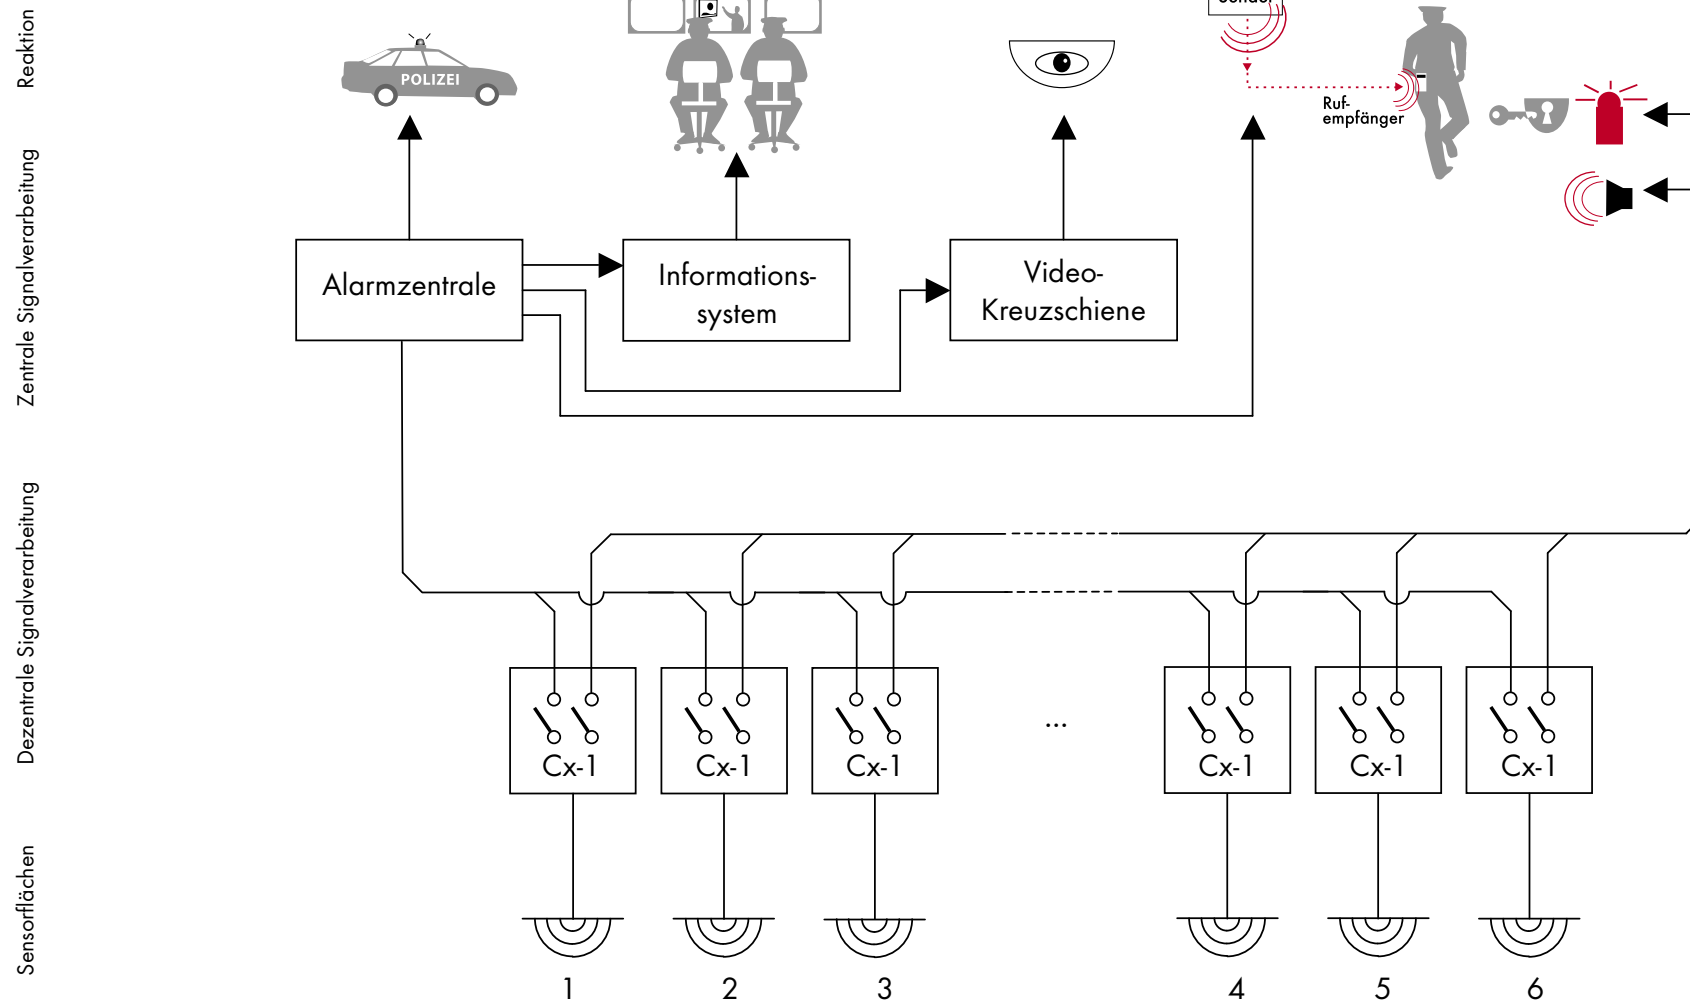 Reaktion
POLIZEI
Ruf-
empfänger
Zentrale Signalverarbeitung
Alarmzentrale
Informations-
system
Video-
Kreuzschiene
Dezentrale Signalverarbeitung
...
Cx-1
Cx-1
Cx-1
Cx-1
Cx-1
Cx-1
Sensorflächen
1
2
3
4
5
6